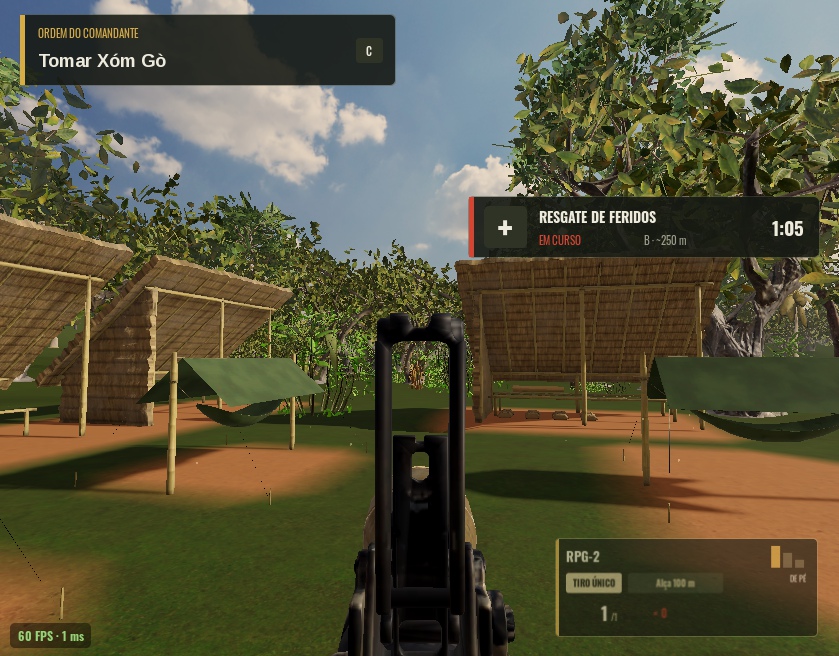 ORDEM DO COMANDANTE
Tomar Xóm Gò
C
RESGATE DE FERIDOS
1:05
EM CURSO
B · ~250 m
RPG-2
DE PÉ
TIRO ÚNICO
Alça 100 m
1
60 FPS · 1 ms